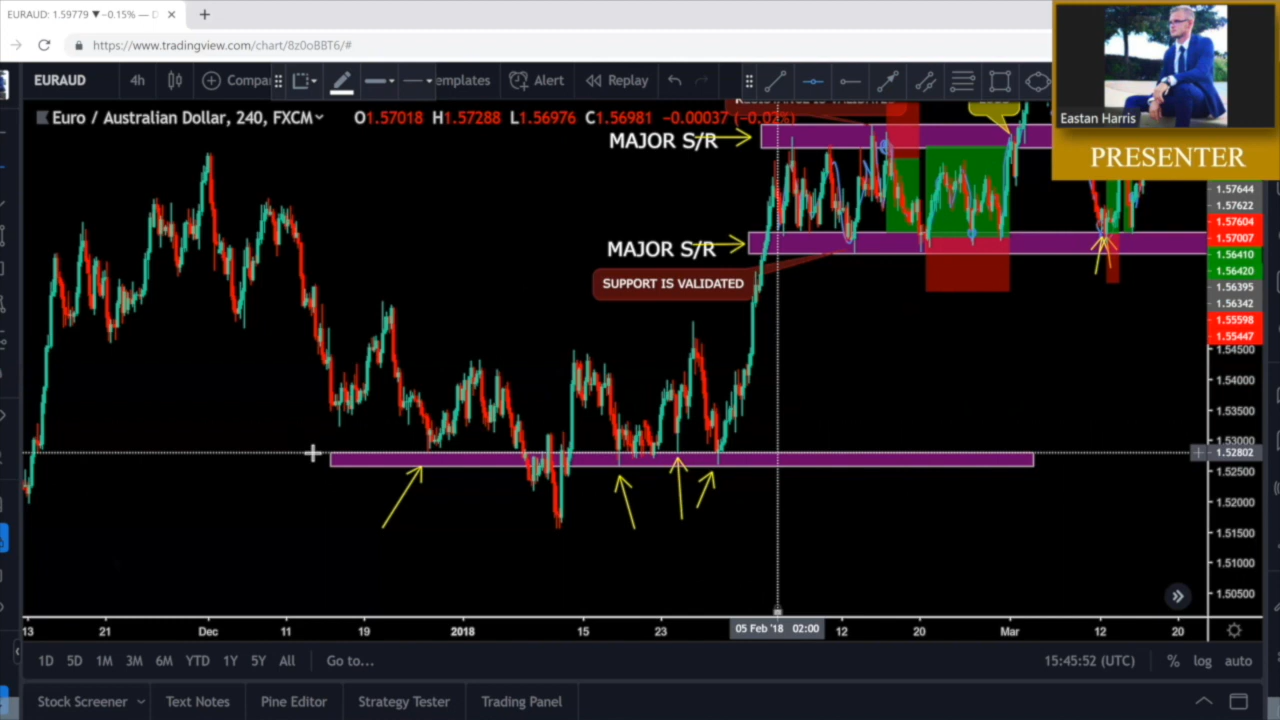 EURAUD: 1.59779 ▼ −0.15% —
https://www.tradingview.com/chart/8z0oBBT6/#
EURAUD 4h Compa emplates Alert Replay
Euro / Australian Dollar, 240, FXCM O1.57018 H1.57288 L1.56976 C1.56981 −0.00037 (−0.02%)
Eastan Harris
PRESENTER
MAJOR S/R
MAJOR S/R
SUPPORT IS VALIDATED
1.57644
1.57622
1.57604
1.57007
1.56410
1.56420
1.56395
1.56342
1.55598
1.55447
1.54500
1.54000
1.53500
1.53000
1.52802
1.52500
1.52000
1.51500
1.51000
1.50500
13 21 Dec 11 19 2018 15 23 05 Feb '18 02:00 12 20 Mar 12 20
1D 5D 1M 3M 6M YTD 1Y 5Y All Go to... 15:45:52 (UTC) % log auto
Stock Screener Text Notes Pine Editor Strategy Tester Trading Panel